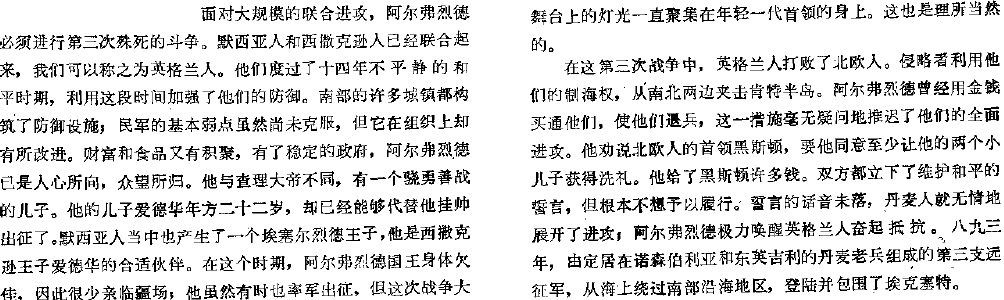 面对大规模的联合进攻，阿尔弗烈德
必须进行第三次殊死的斗争。默西亚人和西撒克逊人已经联合起
来，我们可以称之为英格兰人。他们度过了十四年不平静的和
平时期，利用这段时间加强了他们的防御。南部的许多城镇都构
筑了防御设施；民军的基本弱点虽然尚未克服，但它在组织上却
有所改进。财富和食品又有积聚，有了稳定的政府，阿尔弗烈德
已是人心所向，众望所归。他与查理大帝不同，有一个骁勇善战
的儿子。他的儿子爱德华年方二十二岁，却已经能够代替他挂帅
出征了。默西亚人当中也产生了一个埃塞尔烈德王子，他是西撒克
逊王子爱德华的合适伙伴。在这个时期，阿尔弗烈德国王身体欠
佳，因此很少亲临疆场；他虽然有时也率军出征，但这次战争大
舞台上的灯光一直聚集在年轻一代首领的身上。这也是理所当然
的。
在这第三次战争中，英格兰人打败了北欧人。侵略者利用他
们的制海权，从南北两边夹击肯特半岛。阿尔弗烈德曾经用金钱
买通他们，使他们退兵，这一措施毫无疑问地推迟了他们的全面
进攻。他劝说北欧人的首领黑斯顿，要他同意至少让他的两个小
儿子获得洗礼。他给了黑斯顿许多钱。双方都立下了维护和平的
誓言，但根本不想予以履行。誓言的话音未落，丹麦人就无情地
展开了进攻；阿尔弗烈德极力唤醒英格兰人奋起抵抗。八九三
年，由定居在诺森伯利亚和东英吉利的丹麦老兵组成的第三支远
征军，从海上绕过南部沿海地区，登陆并包围了埃克塞特。